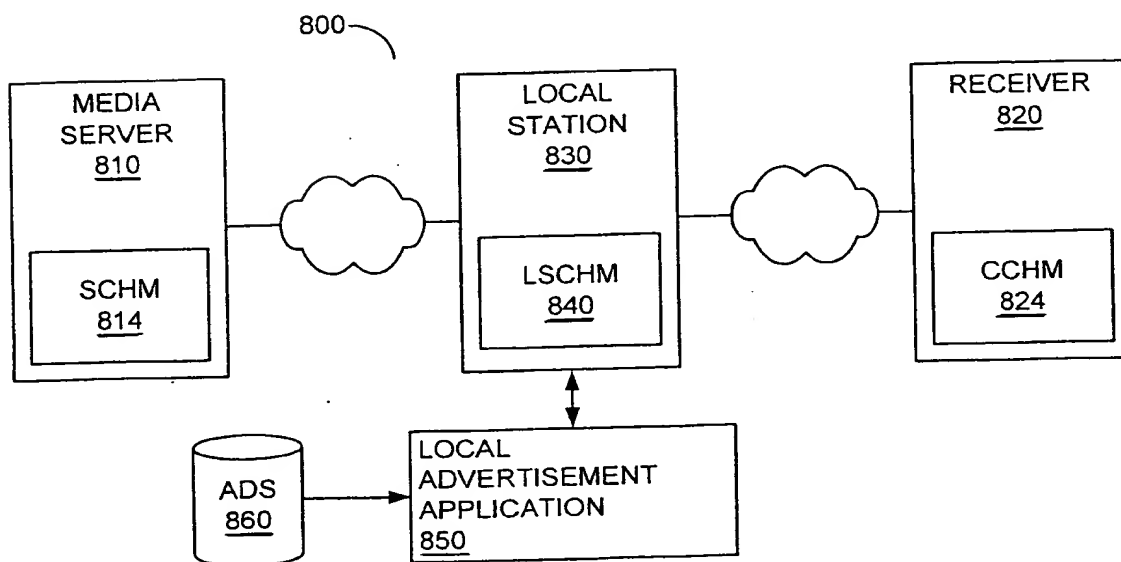 800
MEDIA
SERVER
810
SCHM
814
LOCAL
STATION
830
LSCHM
840
RECEIVER
820
CCHM
824
ADS
860
LOCAL
ADVERTISEMENT
APPLICATION
850